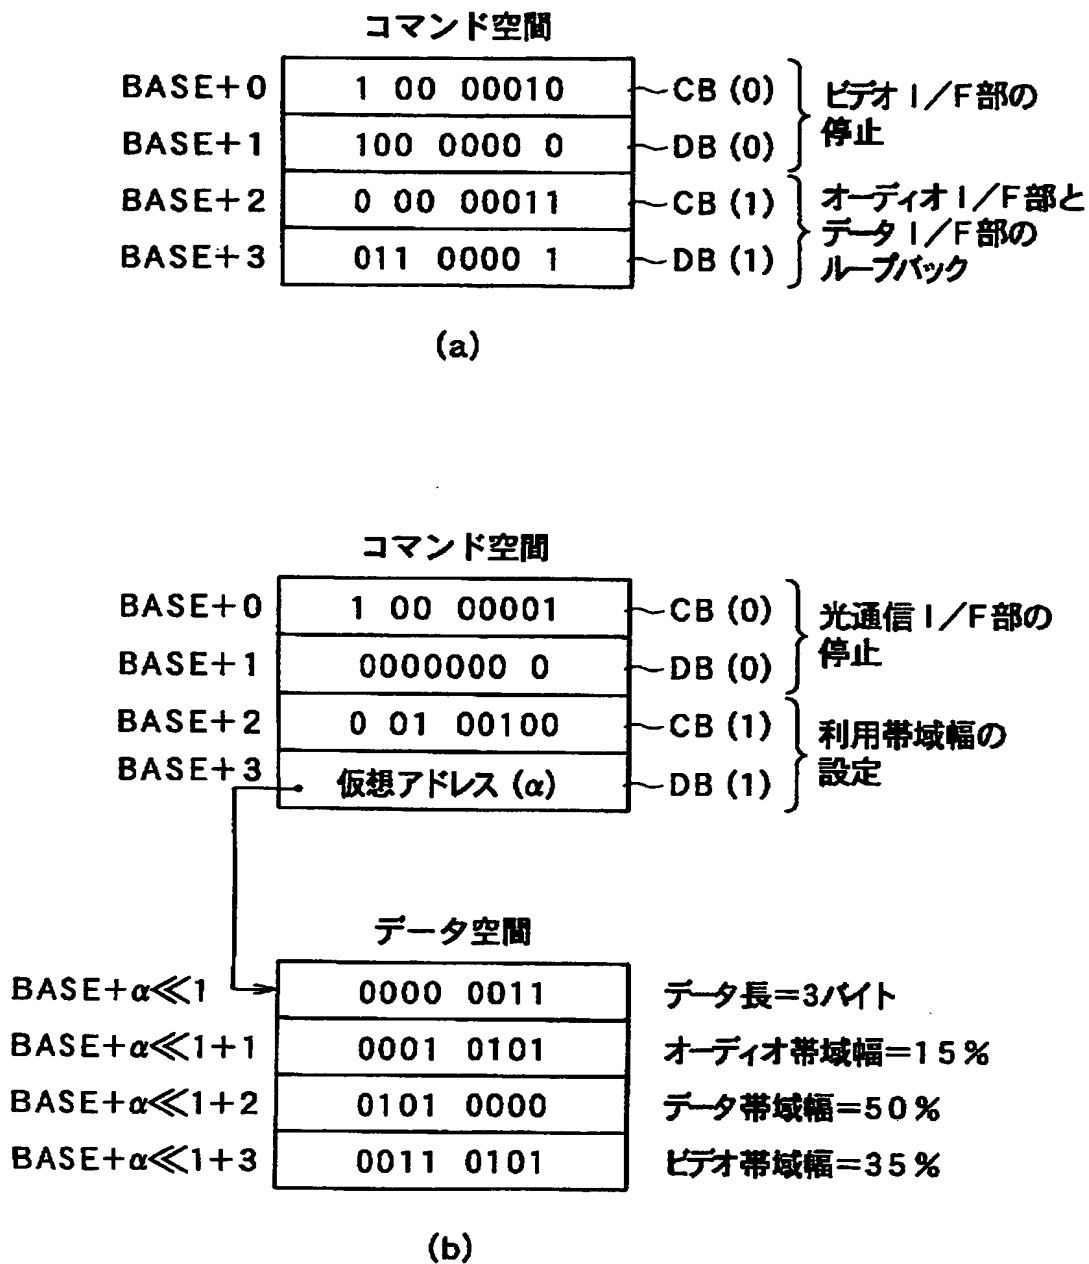 コマンド空間
BASE+0 1 00 00010 CB (0) ビデオI/F部の
停止
BASE+1 100 0000 0 DB (0)
BASE+2 0 00 00011 CB (1) オーディオI/F部と
データI/F部の
BASE+3 011 0000 1 DB (1) ループバック
(a)
コマンド空間
BASE+0 1 00 00001 CB (0) 光通信I/F部の
停止
BASE+1 0000000 0 DB (0)
BASE+2 0 01 00100 CB (1) 利用帯域幅の
設定
BASE+3 仮想アドレス (α) DB (1)
データ空間
BASE+α≪1 0000 0011 データ長=3バイト
BASE+α≪1+1 0001 0101 オーディオ帯域幅=15%
BASE+α≪1+2 0101 0000 データ帯域幅=50%
BASE+α≪1+3 0011 0101 ビデオ帯域幅=35%
(b)